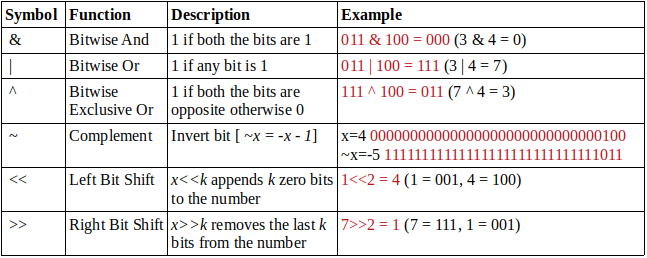 Symbol Function Description Example
& Bitwise And 1 if both the bits are 1 011 & 100 = 000 (3 & 4 = 0)
| Bitwise Or 1 if any bit is 1 011 | 100 = 111 (3 | 4 = 7)
^ Bitwise Exclusive Or 1 if both the bits are opposite otherwise 0 111 ^ 100 = 011 (7 ^ 4 = 3)
~ Complement Invert bit [ ~x = -x - 1] x=4 00000000000000000000000000000100
~x=-5 11111111111111111111111111111011
<< Left Bit Shift x<<k appends k zero bits to the number 1<<2 = 4 (1 = 001, 4 = 100)
>> Right Bit Shift x>>k removes the last k bits from the number 7>>2 = 1 (7 = 111, 1 = 001)